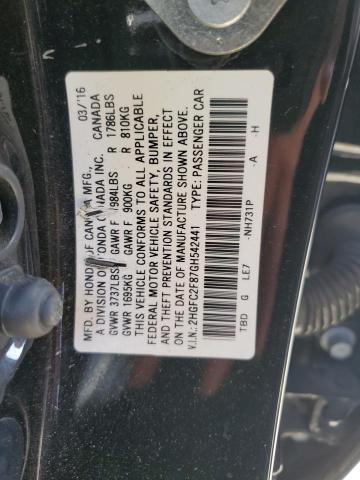 MFD. BY HONDA OF CANADA MFG., 03/'16
A DIVISION OF HONDA CANADA INC. CANADA
GVWR 3737LBS GAWR F 1984LBS R 1786LBS
GVWR 1695KG GAWR F 900KG R 810KG
THIS VEHICLE CONFORMS TO ALL APPLICABLE
FEDERAL MOTOR VEHICLE SAFETY, BUMPER,
AND THEFT PREVENTION STANDARDS IN EFFECT
ON THE DATE OF MANUFACTURE SHOWN ABOVE.
V.I.N.: 2HGFC2F87GH542441 TYPE: PASSENGER CAR
TBD G LE7 -NH731P -A -H